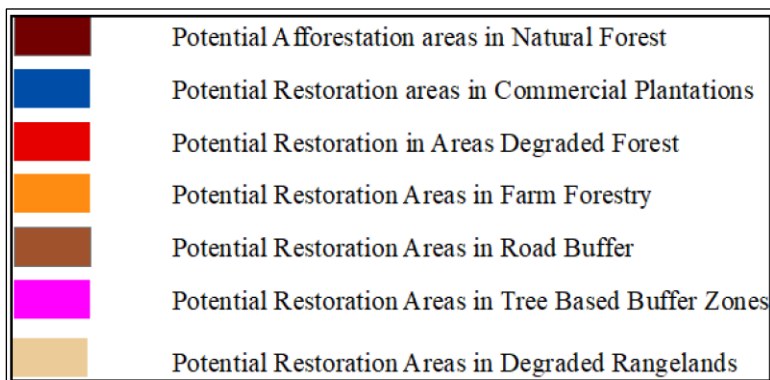 Potential Afforestation areas in Natural Forest
Potential Restoration areas in Commercial Plantations
Potential Restoration in Areas Degraded Forest
Potential Restoration Areas in Farm Forestry
Potential Restoration Areas in Road Buffer
Potential Restoration Areas in Tree Based Buffer Zones
Potential Restoration Areas in Degraded Rangelands